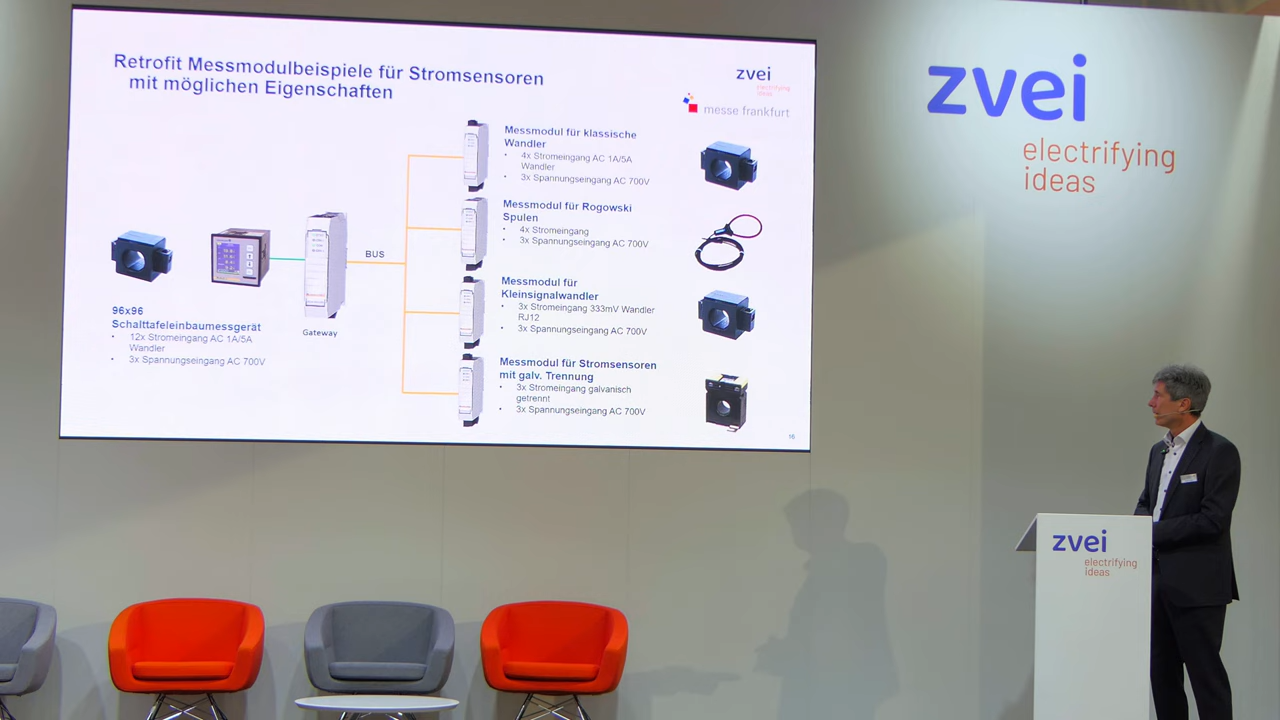 Retrofit Messmodulbeispiele für Stromsensoren
mit möglichen Eigenschaften
zvei
electrifying
ideas
messe frankfurt
96x96
Schalttafeleinbaumessgerät
• 12x Stromeingang AC 1A/5A
Wandler
• 3x Spannungseingang AC 700V
Gateway
BUS
Messmodul für klassische
Wandler
• 4x Stromeingang AC 1A/5A
Wandler
• 3x Spannungseingang AC 700V
Messmodul für Rogowski
Spulen
• 4x Stromeingang
• 3x Spannungseingang AC 700V
Messmodul für
Kleinsignalwandler
• 3x Stromeingang 333mV Wandler
RJ12
• 3x Spannungseingang AC 700V
Messmodul für Stromsensoren
mit galv. Trennung
• 3x Stromeingang galvanisch
getrennt
• 3x Spannungseingang AC 700V
16
zvei
electrifying
ideas
zvei
electrifying
ideas